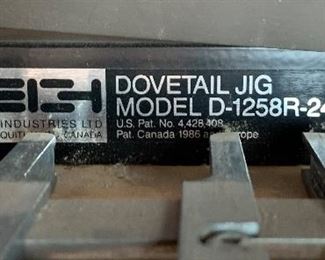 DOVETAIL JIG
MODEL D-1258R-24
INDUSTRIES LTD
CANADA
U.S. Pat. No. 4,428,408
Pat. Canada 1986